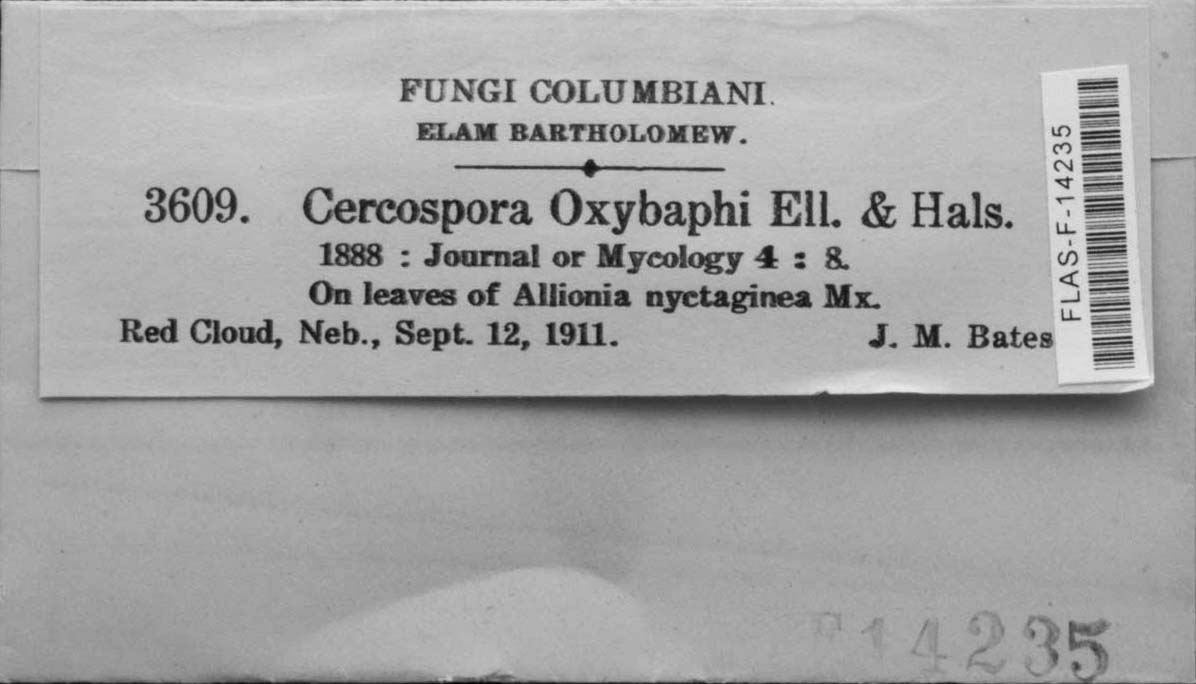 FUNGI COLUMBIANI.
ELAM BARTHOLOMEW.
3609. Cercospora Oxybaphi Ell. & Hals.
1888 : Journal or Mycology 4 : 8.
On leaves of Allionia nyctaginea Mx.
Red Cloud, Neb., Sept. 12, 1911. J. M. Bates
FLAS-F-14235
F14235